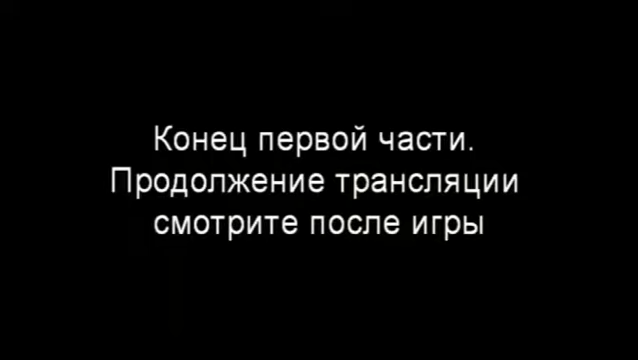 Конец первой части.
Продолжение трансляции
смотрите после игры